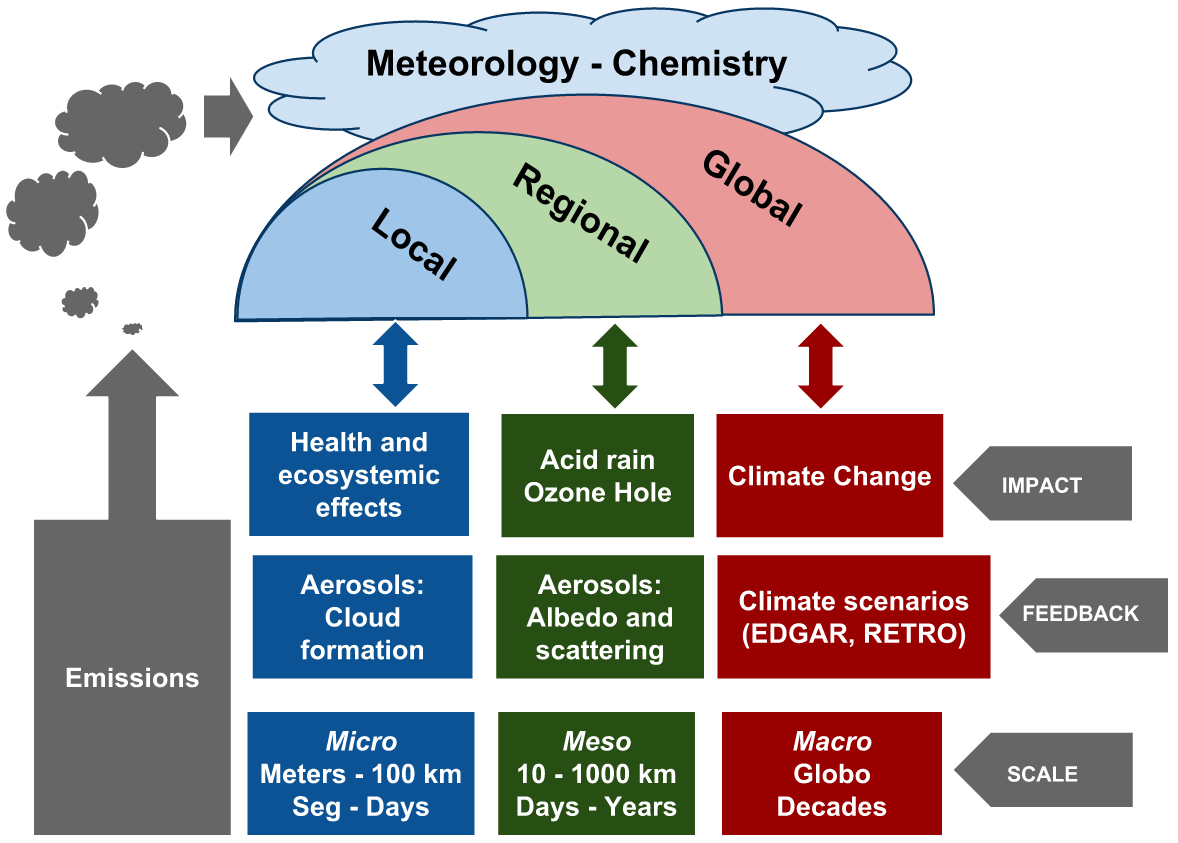 Meteorology - Chemistry
Global
Regional
Local
Health and
ecosystemic
effects
Acid rain
Ozone Hole
Climate Change
IMPACT
Aerosols:
Cloud
formation
Aerosols:
Albedo and
scattering
Climate scenarios
(EDGAR, RETRO)
FEEDBACK
Emissions
Micro
Meters - 100 km
Seg - Days
Meso
10 - 1000 km
Days - Years
Macro
Globo
Decades
SCALE